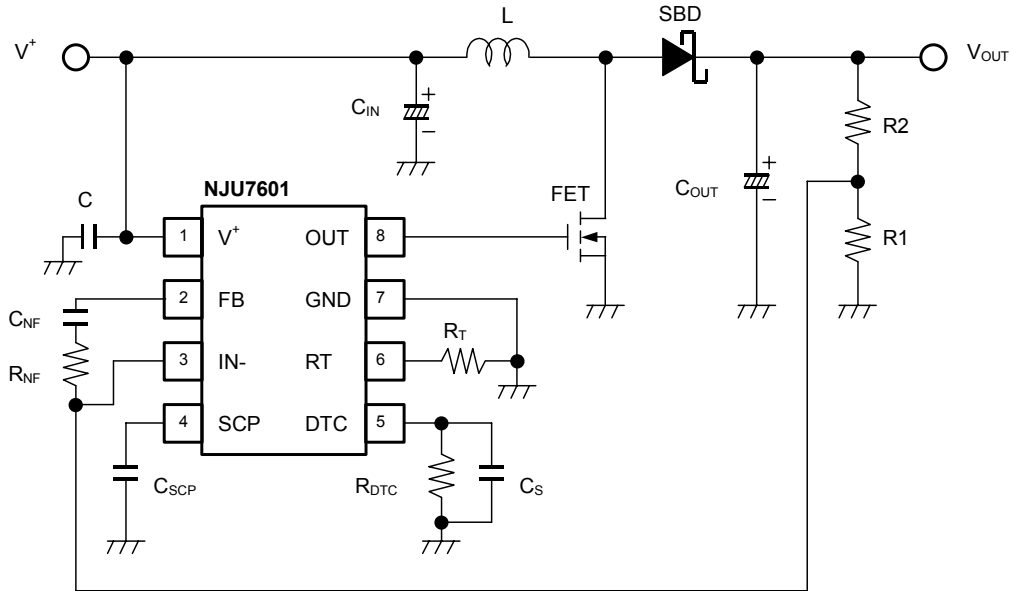 L
SBD
V+
VOUT
CIN
+
−
R2
NJU7601
C
FET
COUT
+
−
R1
1 V+ OUT 8
CNF
2 FB GND 7
RNF
3 IN- RT 6
RT
4 SCP DTC 5
CSCP
RDTC
CS